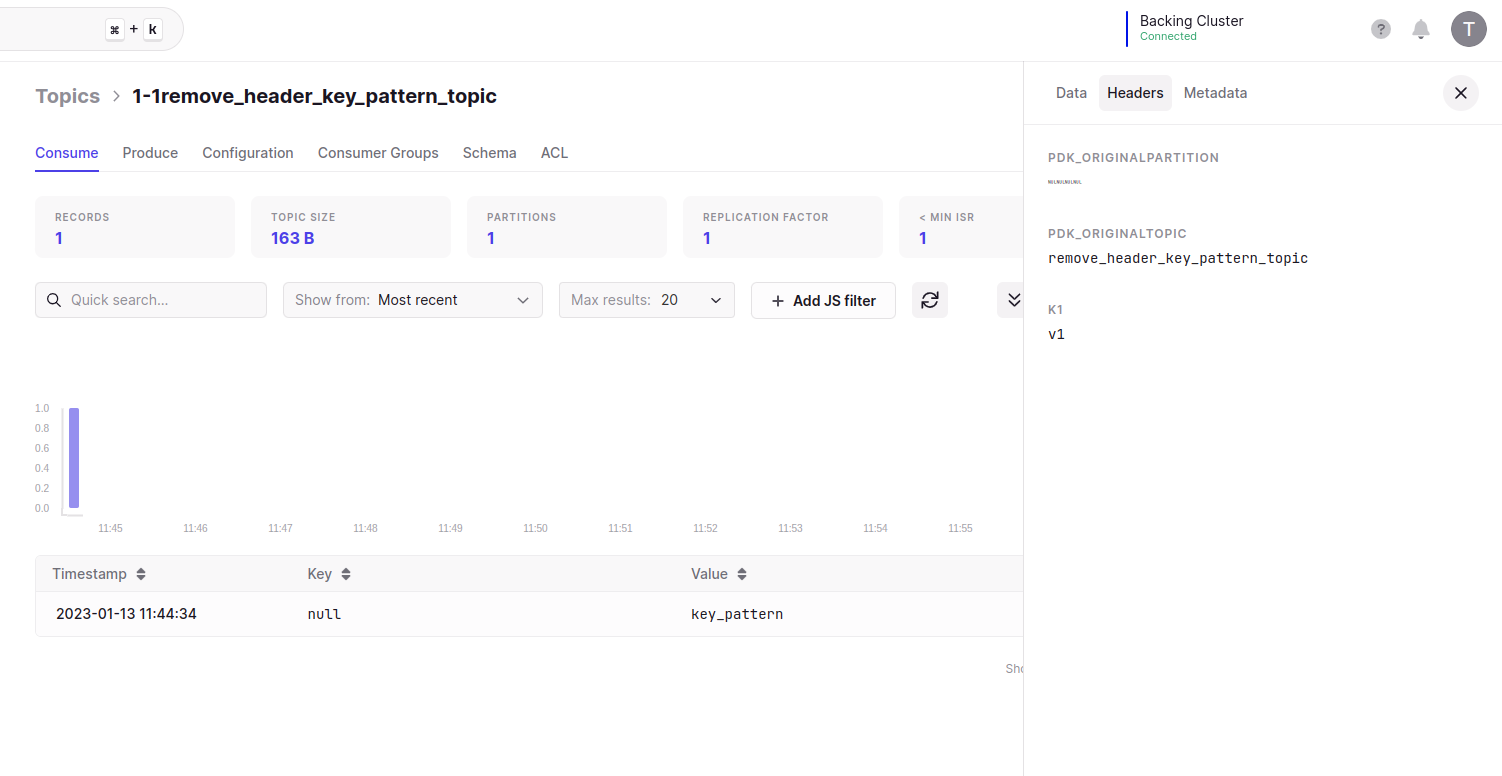 ⌘ + K
Backing Cluster
Connected
?
T
Topics > 1-1remove_header_key_pattern_topic
Consume Produce Configuration Consumer Groups Schema ACL
RECORDS
1
TOPIC SIZE
163 B
PARTITIONS
1
REPLICATION FACTOR
1
< MIN ISR
1
Quick search...
Show from: Most recent
Max results: 20
+ Add JS filter
1.0
0.8
0.6
0.4
0.2
0.0
11:45 11:46 11:47 11:48 11:49 11:50 11:51 11:52 11:53 11:54 11:55
Timestamp Key Value
2023-01-13 11:44:34 null key_pattern
Data Headers Metadata
PDK_ORIGINALPARTITION
PDK_ORIGINALTOPIC
remove_header_key_pattern_topic
K1
v1